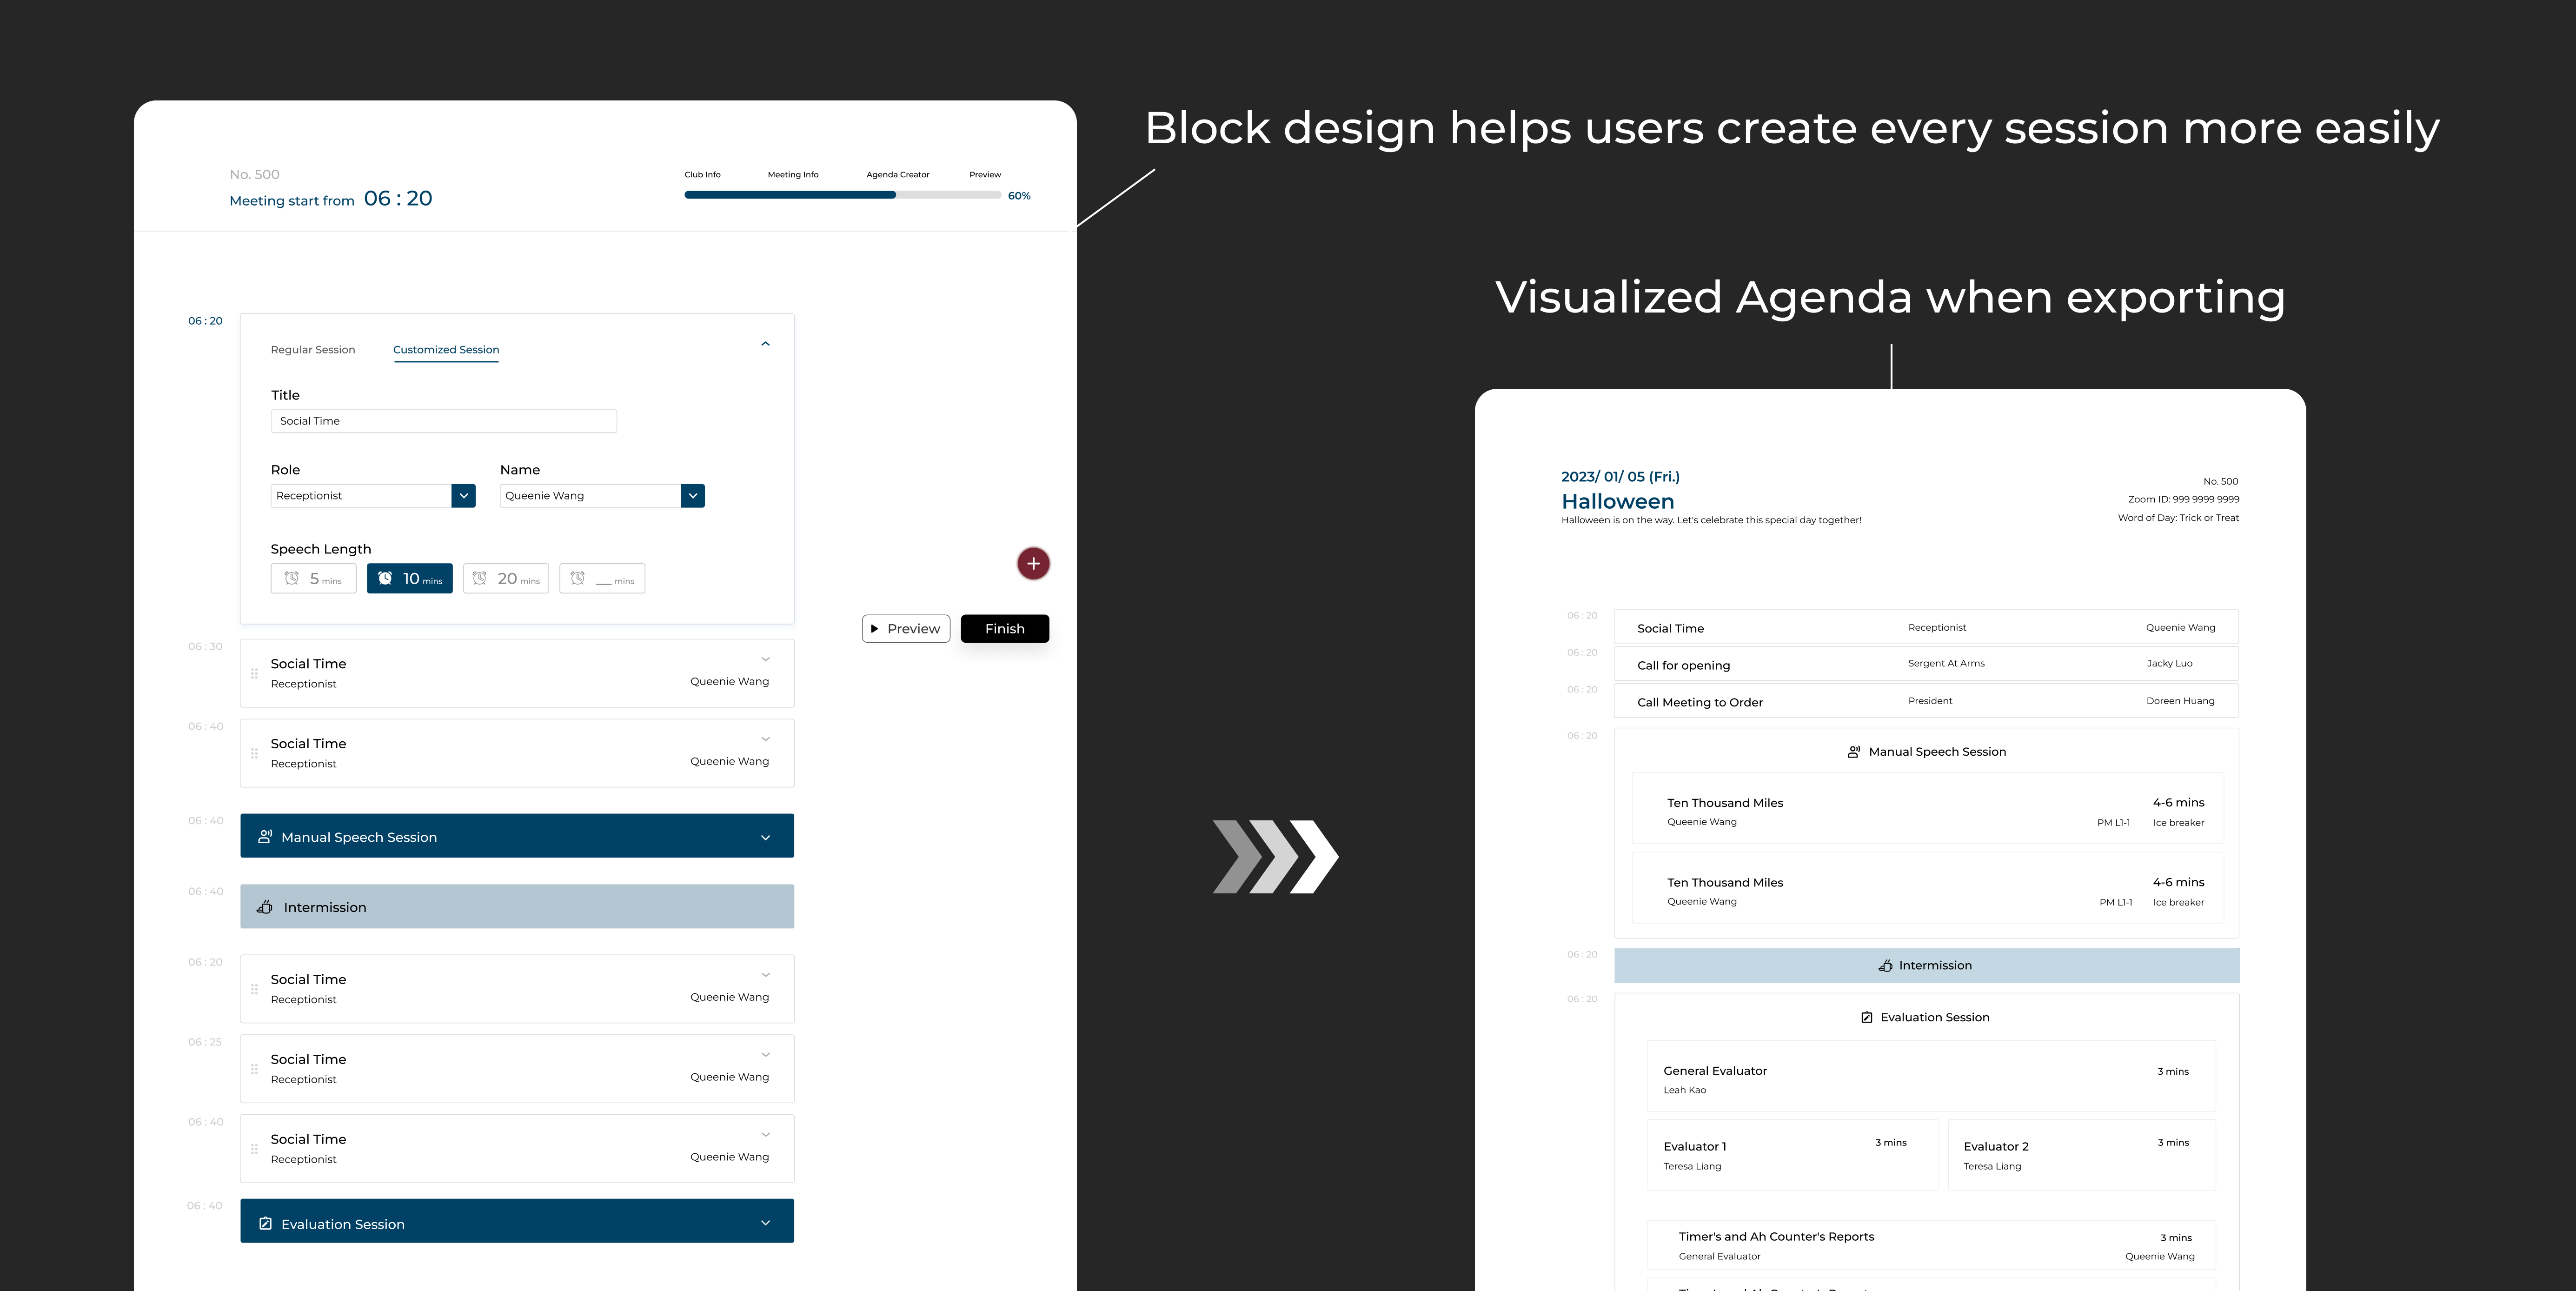 Block design helps users create every session more easily
No. 500
Meeting start from 06 : 20
Club Info Meeting Info Agenda Creator Preview
60%
06 : 20
Regular Session Customized Session
Title
Social Time
Role Name
Receptionist Queenie Wang
Speech Length
5 mins 10 mins 20 mins __ mins
Preview Finish
06 : 30
Social Time
Receptionist Queenie Wang
06 : 40
Social Time
Receptionist Queenie Wang
06 : 40
Manual Speech Session
06 : 40
Intermission
06 : 20
Social Time
Receptionist Queenie Wang
06 : 25
Social Time
Receptionist Queenie Wang
06 : 40
Social Time
Receptionist Queenie Wang
06 : 40
Evaluation Session
Visualized Agenda when exporting
2023/ 01/ 05 (Fri.)
Halloween
Halloween is on the way. Let's celebrate this special day together!
No. 500
Zoom ID: 999 9999 9999
Word of Day: Trick or Treat
06 : 20
Social Time Receptionist Queenie Wang
06 : 20
Call for opening Sergent At Arms Jacky Luo
06 : 20
Call Meeting to Order President Doreen Huang
06 : 20
Manual Speech Session
Ten Thousand Miles 4-6 mins
Queenie Wang PM L1-1 Ice breaker
Ten Thousand Miles 4-6 mins
Queenie Wang PM L1-1 Ice breaker
06 : 20
Intermission
06 : 20
Evaluation Session
General Evaluator 3 mins
Leah Kao
Evaluator 1 3 mins
Teresa Liang
Evaluator 2 3 mins
Teresa Liang
Timer's and Ah Counter's Reports 3 mins
General Evaluator Queenie Wang